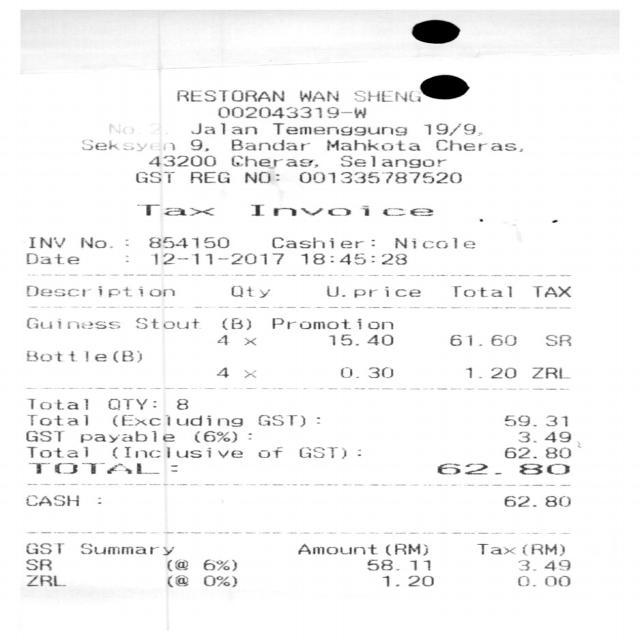 RESTORAN WAN SHENG
002043319-W
No.2, Jalan Temenggung 19/9,
Seksyen 9, Bandar Mahkota Cheras,
43200 Cheras, Selangor
GST REG NO: 001335787520
Tax Invoice
INV No.: 854150 Cashier: Nicole
Date : 12-11-2017 18:45:28
Description Qty U.price Total TAX
Guiness Stout (B) Promotion
4 x 15.40 61.60 SR
Bottle(B)
4 x 0.30 1.20 ZRL
Total QTY: 8
Total (Excluding GST): 59.31
GST payable (6%): 3.49
Total (Inclusive of GST): 62.80
TOTAL: 62.80
CASH : 62.80
GST Summary Amount(RM) Tax(RM)
SR (@ 6%) 58.11 3.49
ZRL (@ 0%) 1.20 0.00